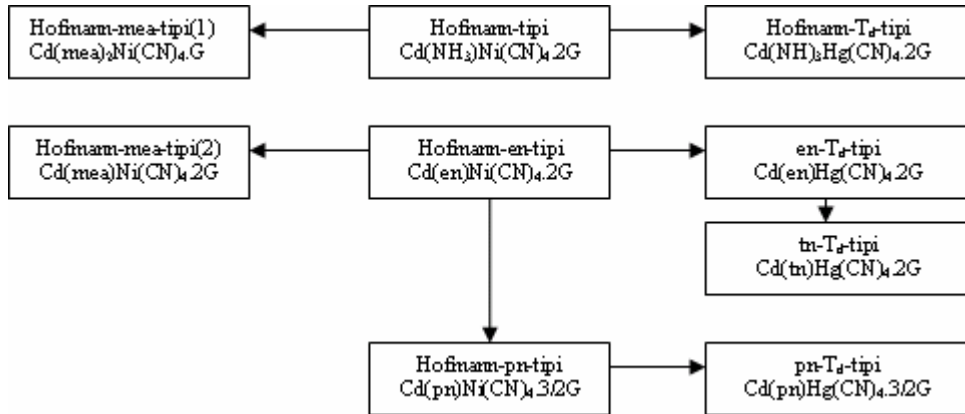 Hofmann-mea-tipi(1)
Cd(mea)₂Ni(CN)₄.G
Hofmann-tipi
Cd(NH₃)Ni(CN)₄.2G
Hofmann-T_d-tipi
Cd(NH)₃Hg(CN)₄.2G
Hofmann-mea-tipi(2)
Cd(mea)Ni(CN)₄.2G
Hofmann-en-tipi
Cd(en)Ni(CN)₄.2G
en-T_d-tipi
Cd(en)Hg(CN)₄.2G
tn-T_d-tipi
Cd(tn)Hg(CN)₄.2G
Hofmann-pn-tipi
Cd(pn)Ni(CN)₄.3/2G
pn-T_d-tipi
Cd(pn)Hg(CN)₄.3/2G